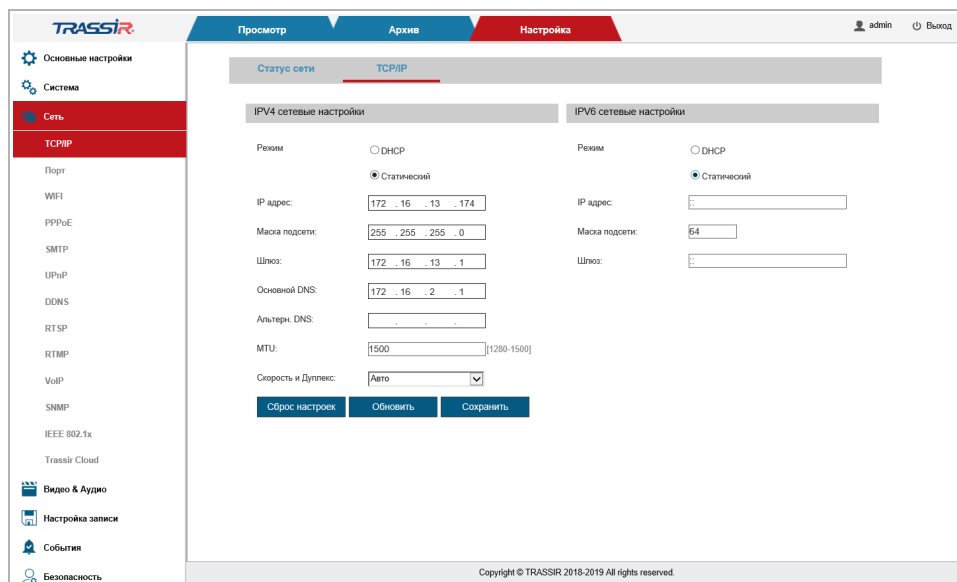 TRASSIR
Просмотр
Архив
Настройка
admin
Выход
Основные настройки
Система
Сеть
TCP/IP
Порт
WIFI
PPPoE
SMTP
UPnP
DDNS
RTSP
RTMP
VoIP
SNMP
IEEE 802.1x
Trassir Cloud
Видео & Аудио
Настройка записи
События
Безопасность
Статус сети
TCP/IP
IPV4 сетевые настройки
Режим
DHCP
Статический
IP адрес: 172 . 16 . 13 . 174
Маска подсети: 255 . 255 . 255 . 0
Шлюз: 172 . 16 . 13 . 1
Основной DNS: 172 . 16 . 2 . 1
Альтерн. DNS: . . .
MTU: 1500 [1280-1500]
Скорость и Дуплекс: Авто
Сброс настроек
Обновить
Сохранить
IPV6 сетевые настройки
Режим
DHCP
Статический
IP адрес: ::
Маска подсети: 64
Шлюз: ::
Copyright © TRASSIR 2018-2019 All rights reserved.